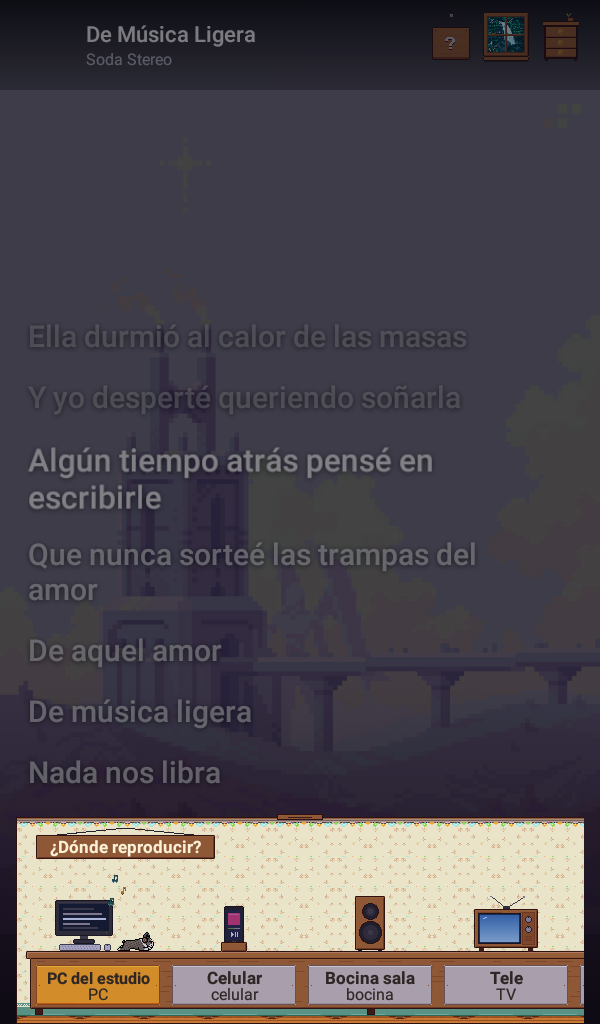 De Música Ligera
Soda Stereo
?
Ella durmió al calor de las masas
Y yo desperté queriendo soñarla
Algún tiempo atrás pensé en
escribirle
Que nunca sorteé las trampas del
amor
De aquel amor
De música ligera
Nada nos libra
¿Dónde reproducir?
PC del estudio
PC
Celular
celular
Bocina sala
bocina
Tele
TV